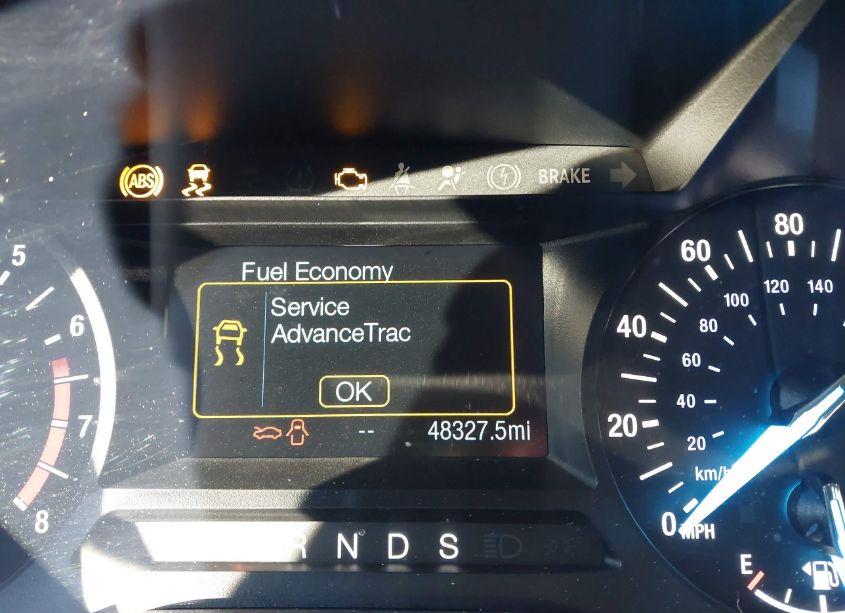 ABS
BRAKE
Fuel Economy
Service
AdvanceTrac
OK
-- 48327.5mi
R N D S
5
6
7
8
80
60
40
20
0
MPH
140
120
100
80
60
40
20
km/h
E